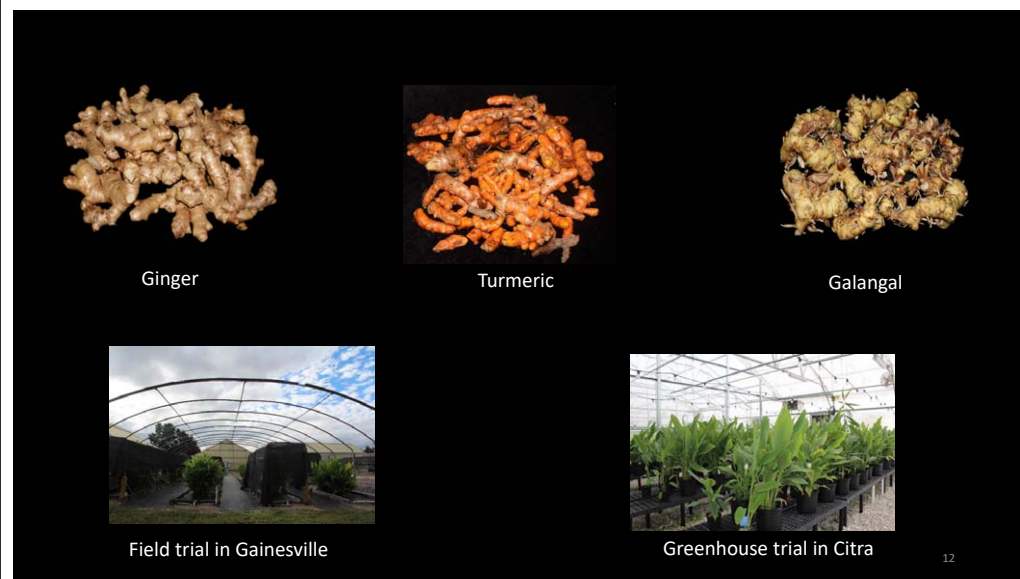 Ginger
Turmeric
Galangal
Field trial in Gainesville
Greenhouse trial in Citra
12